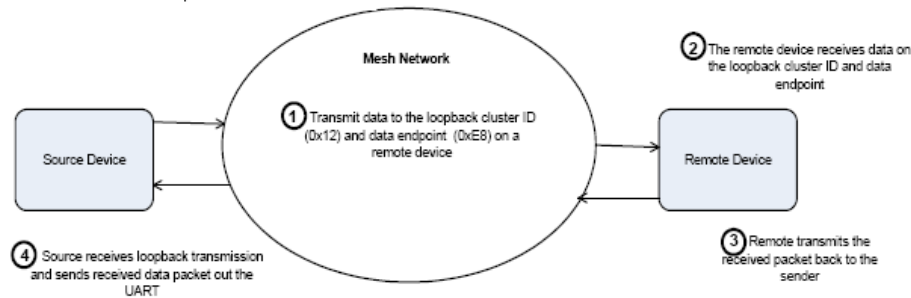 Mesh Network
1 Transmit data to the loopback cluster ID
(0x12) and data endpoint (0xE8) on a
remote device
2 The remote device receives data on
the loopback cluster ID and data
endpoint
Source Device
Remote Device
4 Source receives loopback transmission
and sends received data packet out the
UART
3 Remote transmits the
received packet back to the
sender